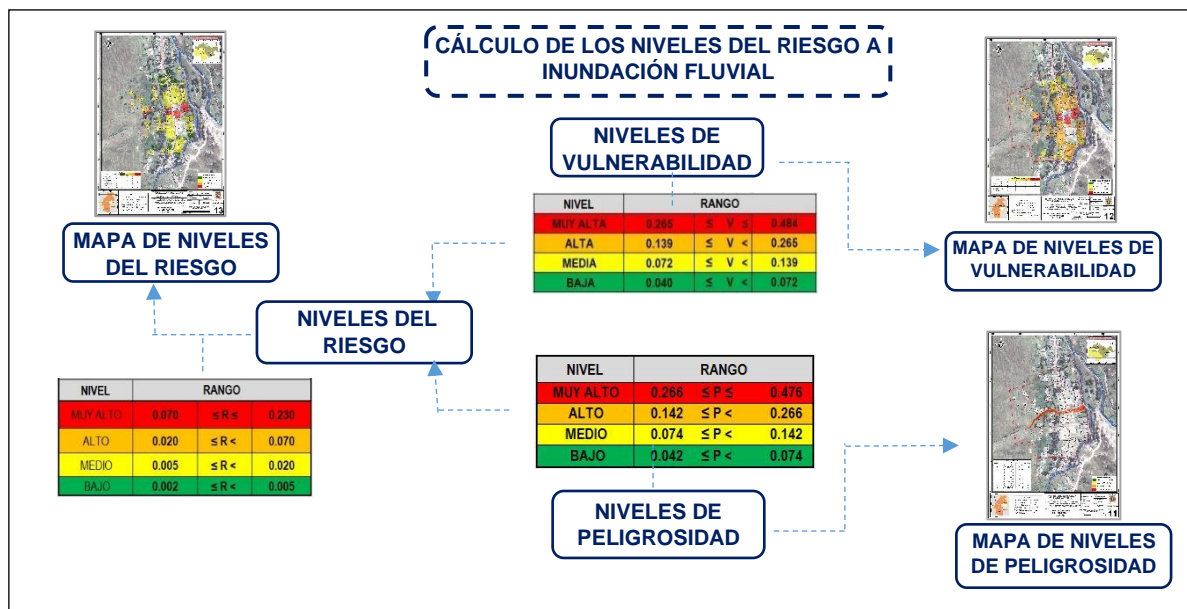 CÁLCULO DE LOS NIVELES DEL RIESGO A
INUNDACIÓN FLUVIAL
13
MAPA DE NIVELES
DEL RIESGO
NIVELES DE
VULNERABILIDAD
NIVEL RANGO
MUY ALTA 0.265 ≤ V ≤ 0.484
ALTA 0.139 ≤ V < 0.265
MEDIA 0.072 ≤ V < 0.139
BAJA 0.040 ≤ V < 0.072
12
MAPA DE NIVELES DE
VULNERABILIDAD
NIVELES DEL
RIESGO
NIVEL RANGO
MUY ALTO 0.070 ≤ R ≤ 0.230
ALTO 0.020 ≤ R < 0.070
MEDIO 0.005 ≤ R < 0.020
BAJO 0.002 ≤ R < 0.005
NIVEL RANGO
MUY ALTO 0.266 ≤ P ≤ 0.476
ALTO 0.142 ≤ P < 0.266
MEDIO 0.074 ≤ P < 0.142
BAJO 0.042 ≤ P < 0.074
NIVELES DE
PELIGROSIDAD
11
MAPA DE NIVELES
DE PELIGROSIDAD